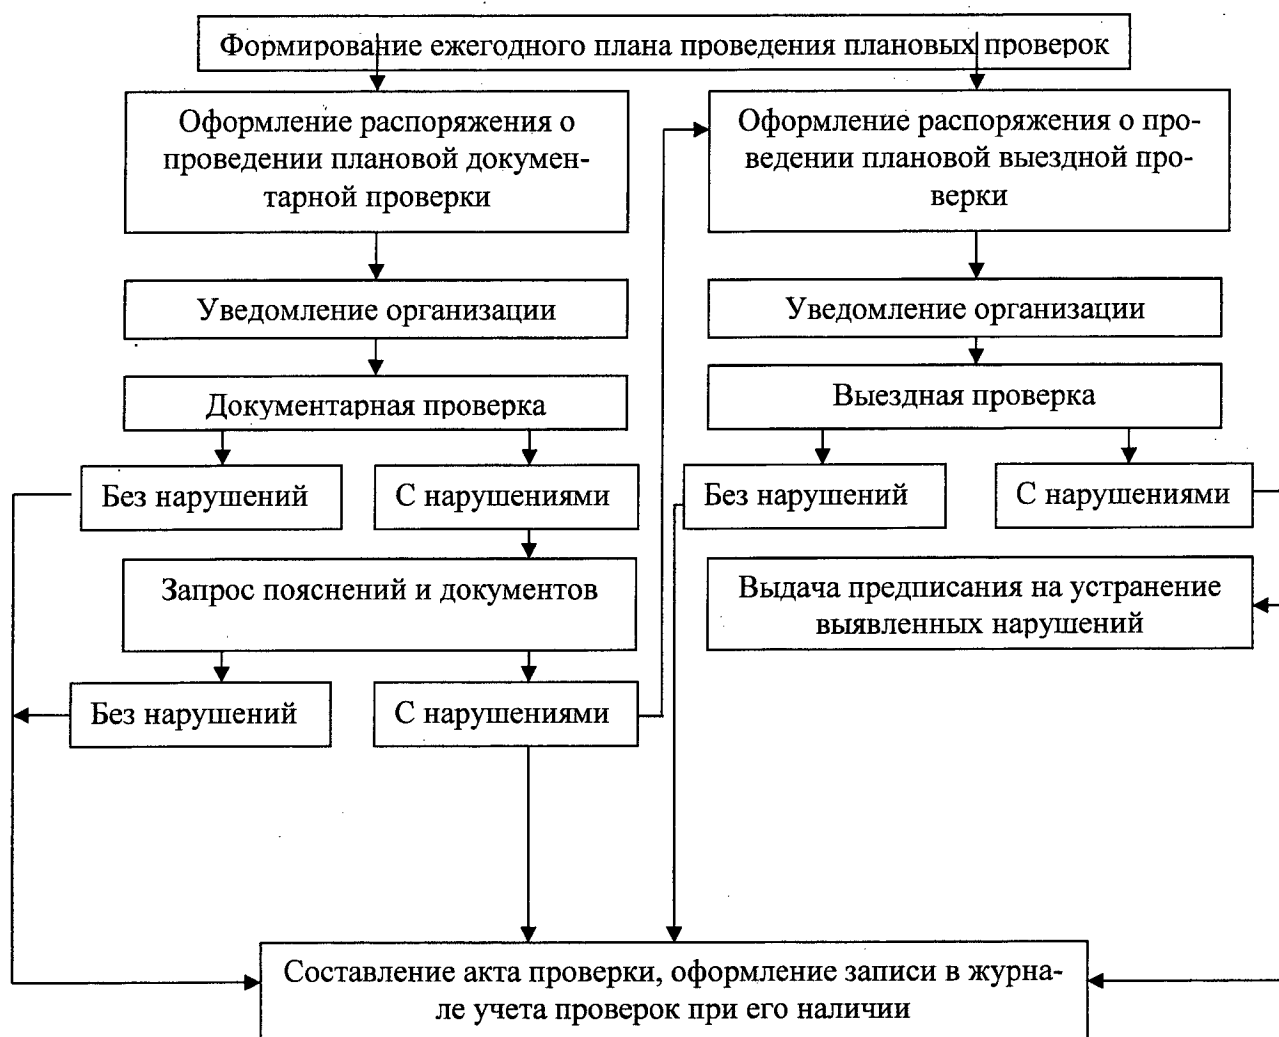 Формирование ежегодного плана проведения плановых проверок
Оформление распоряжения о
проведении плановой докумен-
тарной проверки
Оформление распоряжения о про-
ведении плановой выездной про-
верки
Уведомление организации
Уведомление организации
Документарная проверка
Выездная проверка
Без нарушений
С нарушениями
Без нарушений
С нарушениями
Запрос пояснений и документов
Выдача предписания на устранение
выявленных нарушений
Без нарушений
С нарушениями
Составление акта проверки, оформление записи в журна-
ле учета проверок при его наличии